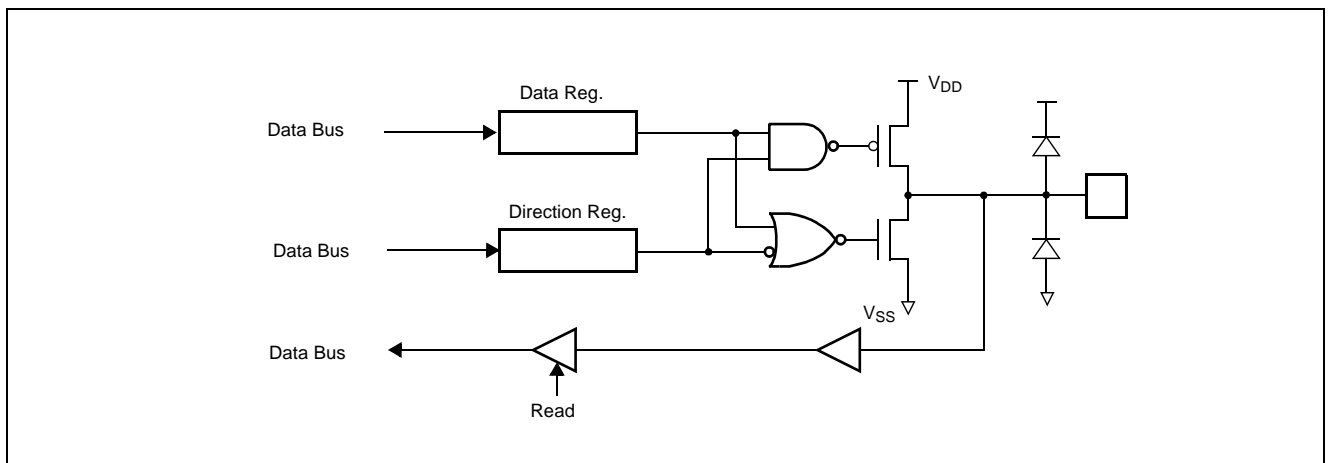 V_DD
Data Reg.
Data Bus
Direction Reg.
Data Bus
V_SS
Data Bus
Read